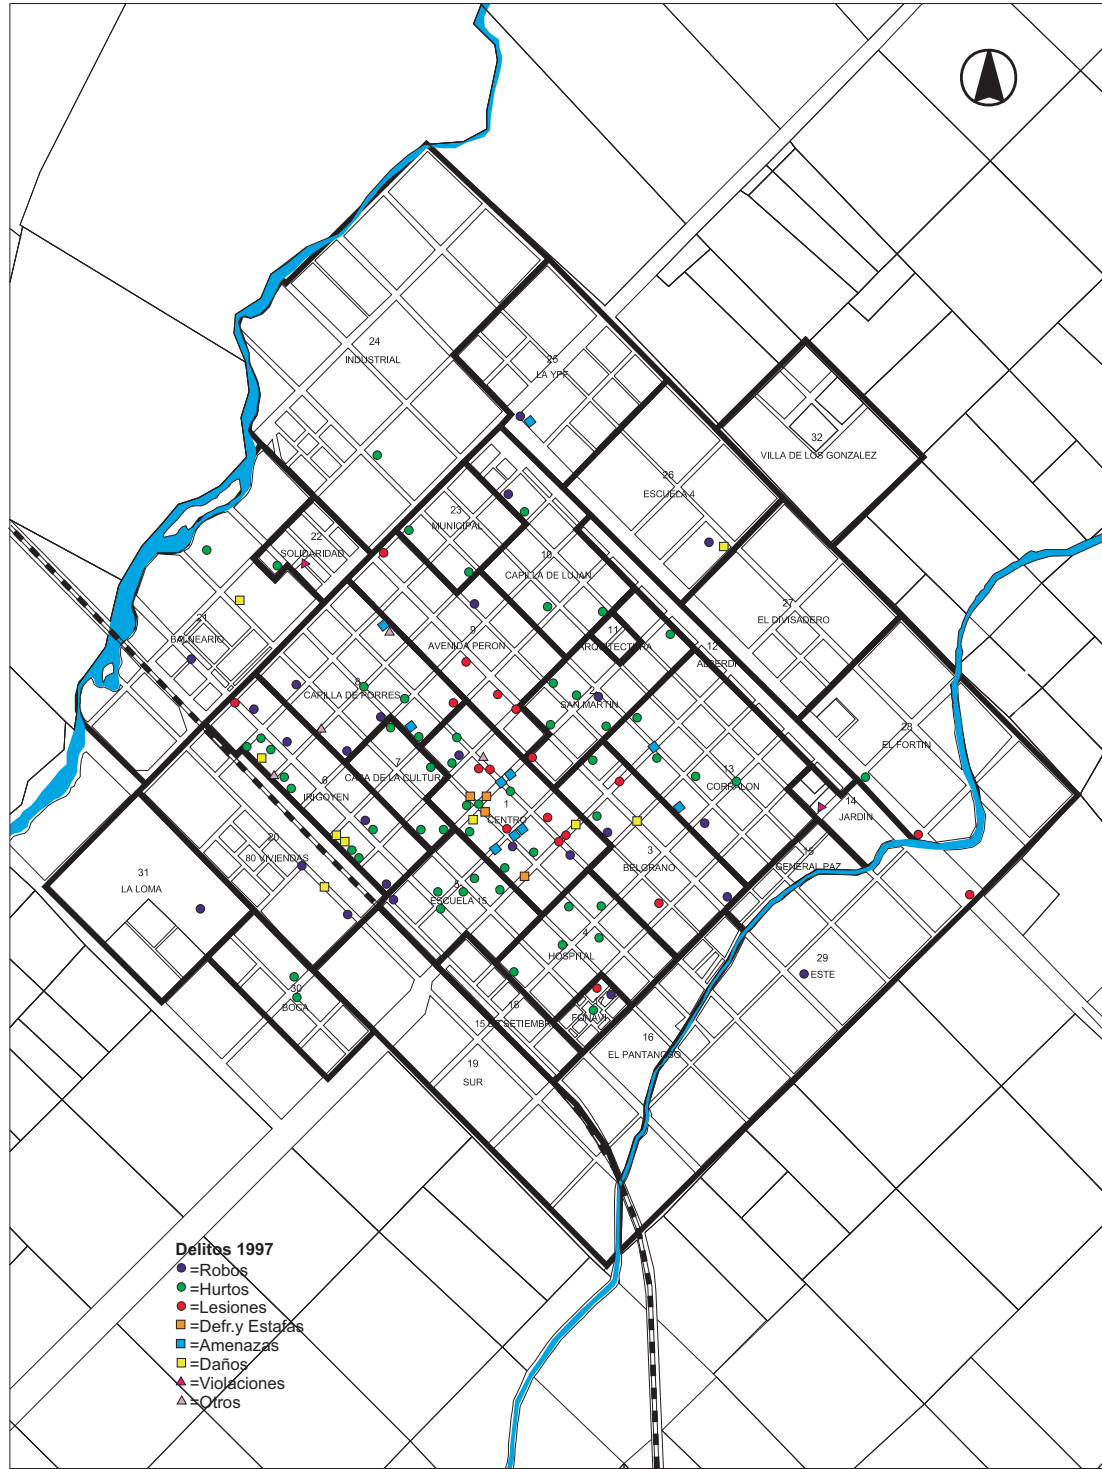 24
INDUSTRIAL
25
LA YPF
32
VILLA DE LOS GONZALEZ
26
ESCUELA 4
23
MUNICIPAL
22
SOLIDARIDAD
10
CAPILLA DE LUJAN
27
EL DIVISADERO
21
BALNEARIO
9
AVENIDA PERON
11
ARQUITECTURA
12
ALBERDI
8
CAPILLA DE PORRES
2
SAN MARTIN
28
EL FORTIN
7
CASA DE LA CULTURA
6
IRIGOYEN
13
CORRALON
1
CENTRO
14
JARDIN
20
80 VIVIENDAS
3
BELGRANO
15
GENERAL PAZ
31
LA LOMA
5
ESCUELA 15
4
HOSPITAL
29
ESTE
30
BOCA
18
15 DE SETIEMBRE
17
FONAVI
16
EL PANTANOSO
19
SUR
Delitos 1997
=Robos
=Hurtos
=Lesiones
=Defr.y Estafas
=Amenazas
=Daños
=Violaciones
=Otros